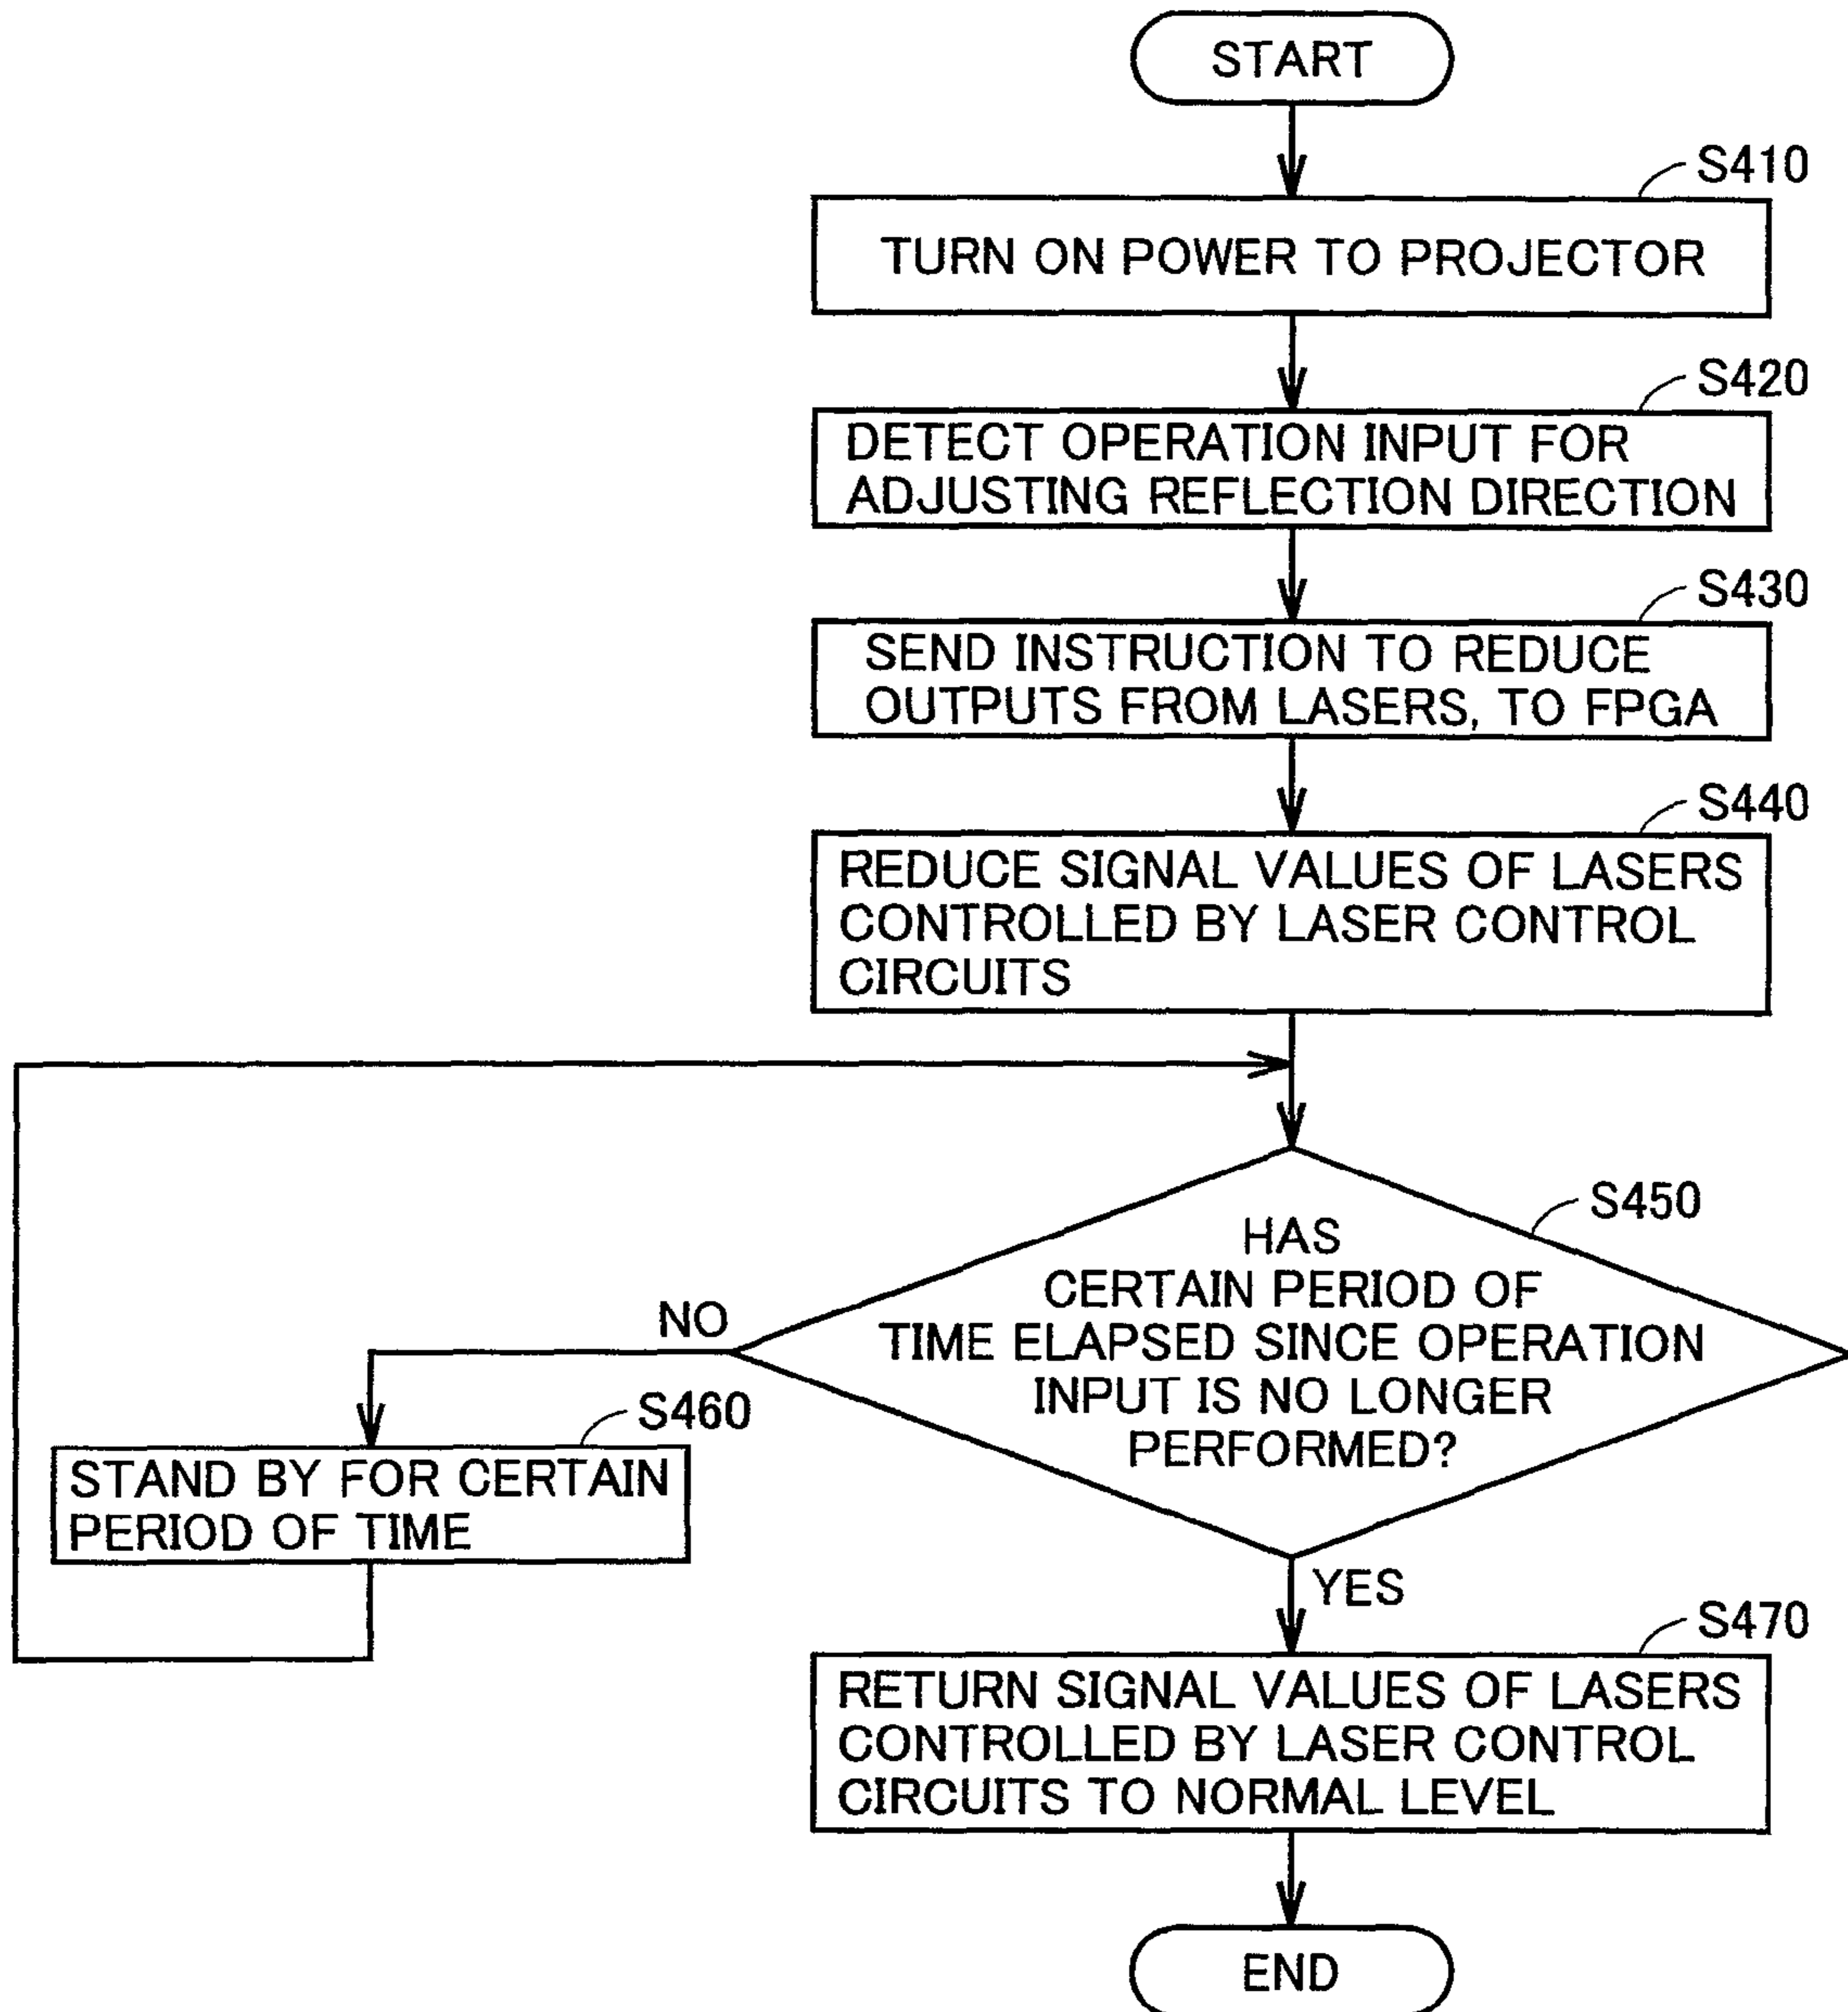 START
S410
TURN ON POWER TO PROJECTOR
S420
DETECT OPERATION INPUT FOR
ADJUSTING REFLECTION DIRECTION
S430
SEND INSTRUCTION TO REDUCE
OUTPUTS FROM LASERS, TO FPGA
S440
REDUCE SIGNAL VALUES OF LASERS
CONTROLLED BY LASER CONTROL
CIRCUITS
S450
HAS
CERTAIN PERIOD OF
TIME ELAPSED SINCE OPERATION
INPUT IS NO LONGER
PERFORMED?
NO
S460
STAND BY FOR CERTAIN
PERIOD OF TIME
YES
S470
RETURN SIGNAL VALUES OF LASERS
CONTROLLED BY LASER CONTROL
CIRCUITS TO NORMAL LEVEL
END